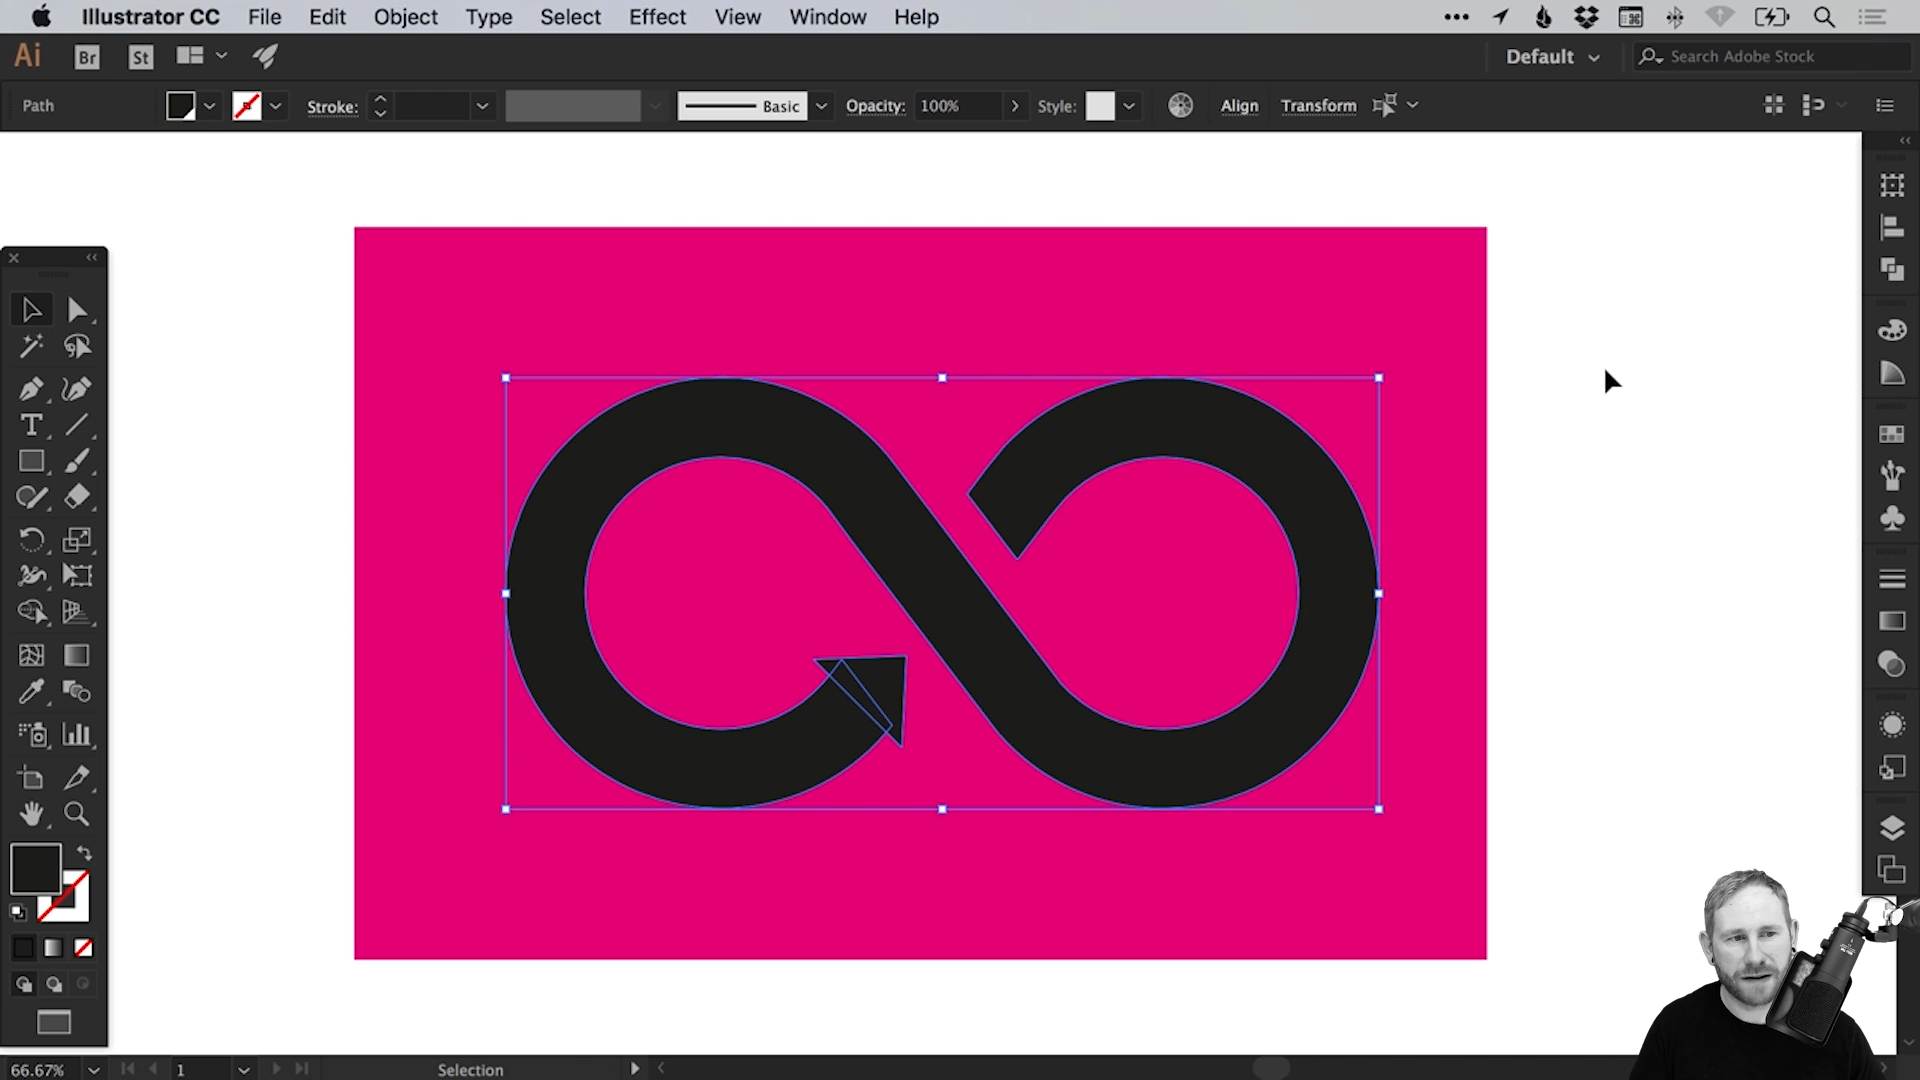 Illustrator CC File Edit Object Type Select Effect View Window Help
Ai Br St Default Search Adobe Stock
Path Stroke: Basic Opacity: 100% Style: Align Transform
T
66.67% 1 Selection